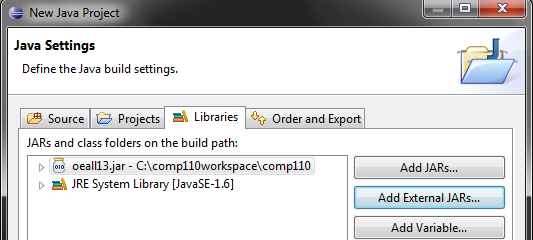 New Java Project
Java Settings
Define the Java build settings.
Source Projects Libraries Order and Export
JARs and class folders on the build path:
oeall13.jar - C:\comp110workspace\comp110
JRE System Library [JavaSE-1.6]
Add JARs...
Add External JARs...
Add Variable...